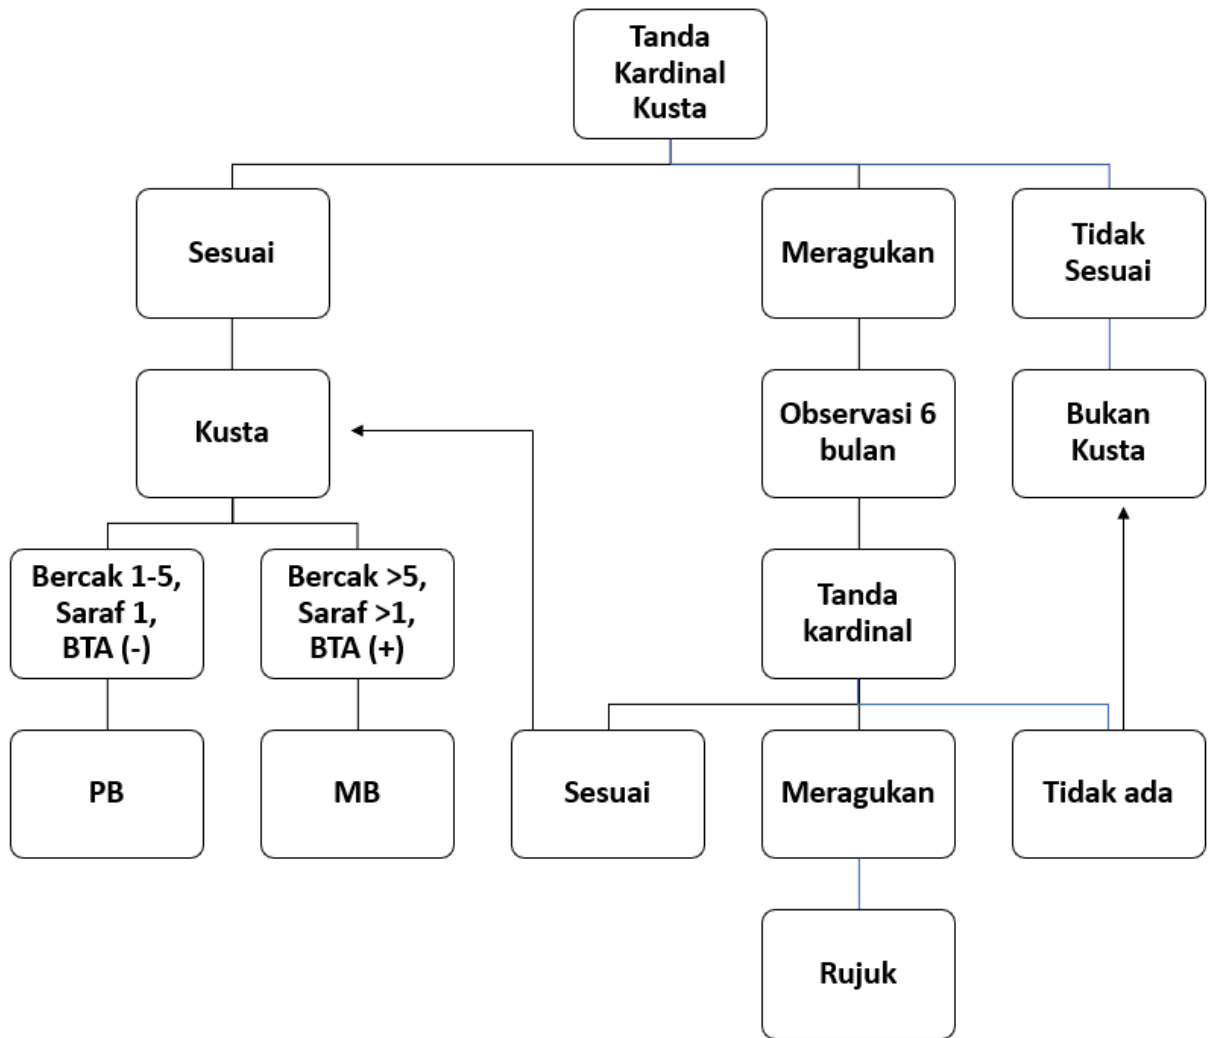 Tanda
Kardinal
Kusta
Sesuai
Meragukan
Tidak
Sesuai
Kusta
Observasi 6
bulan
Bukan
Kusta
Bercak 1-5,
Saraf 1,
BTA (-)
Bercak >5,
Saraf >1,
BTA (+)
Tanda
kardinal
PB
MB
Sesuai
Meragukan
Tidak ada
Rujuk